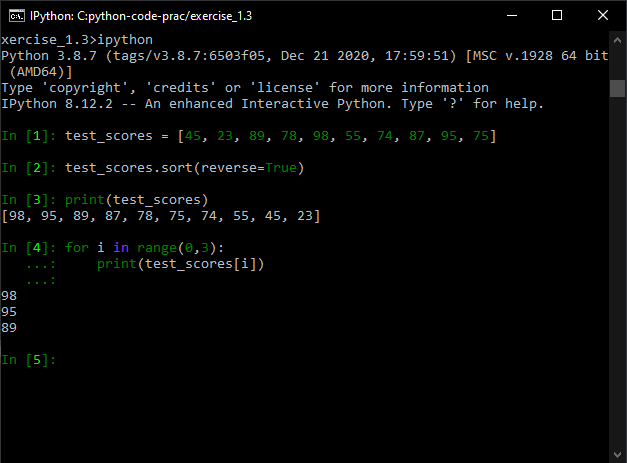 IPython: C:python-code-prac/exercise_1.3
xercise_1.3>ipython
Python 3.8.7 (tags/v3.8.7:6503f05, Dec 21 2020, 17:59:51) [MSC v.1928 64 bit
(AMD64)]
Type 'copyright', 'credits' or 'license' for more information
IPython 8.12.2 -- An enhanced Interactive Python. Type '?' for help.
In [1]: test_scores = [45, 23, 89, 78, 98, 55, 74, 87, 95, 75]
In [2]: test_scores.sort(reverse=True)
In [3]: print(test_scores)
[98, 95, 89, 87, 78, 75, 74, 55, 45, 23]
In [4]: for i in range(0,3):
...:     print(test_scores[i])
...:
98
95
89
In [5]: